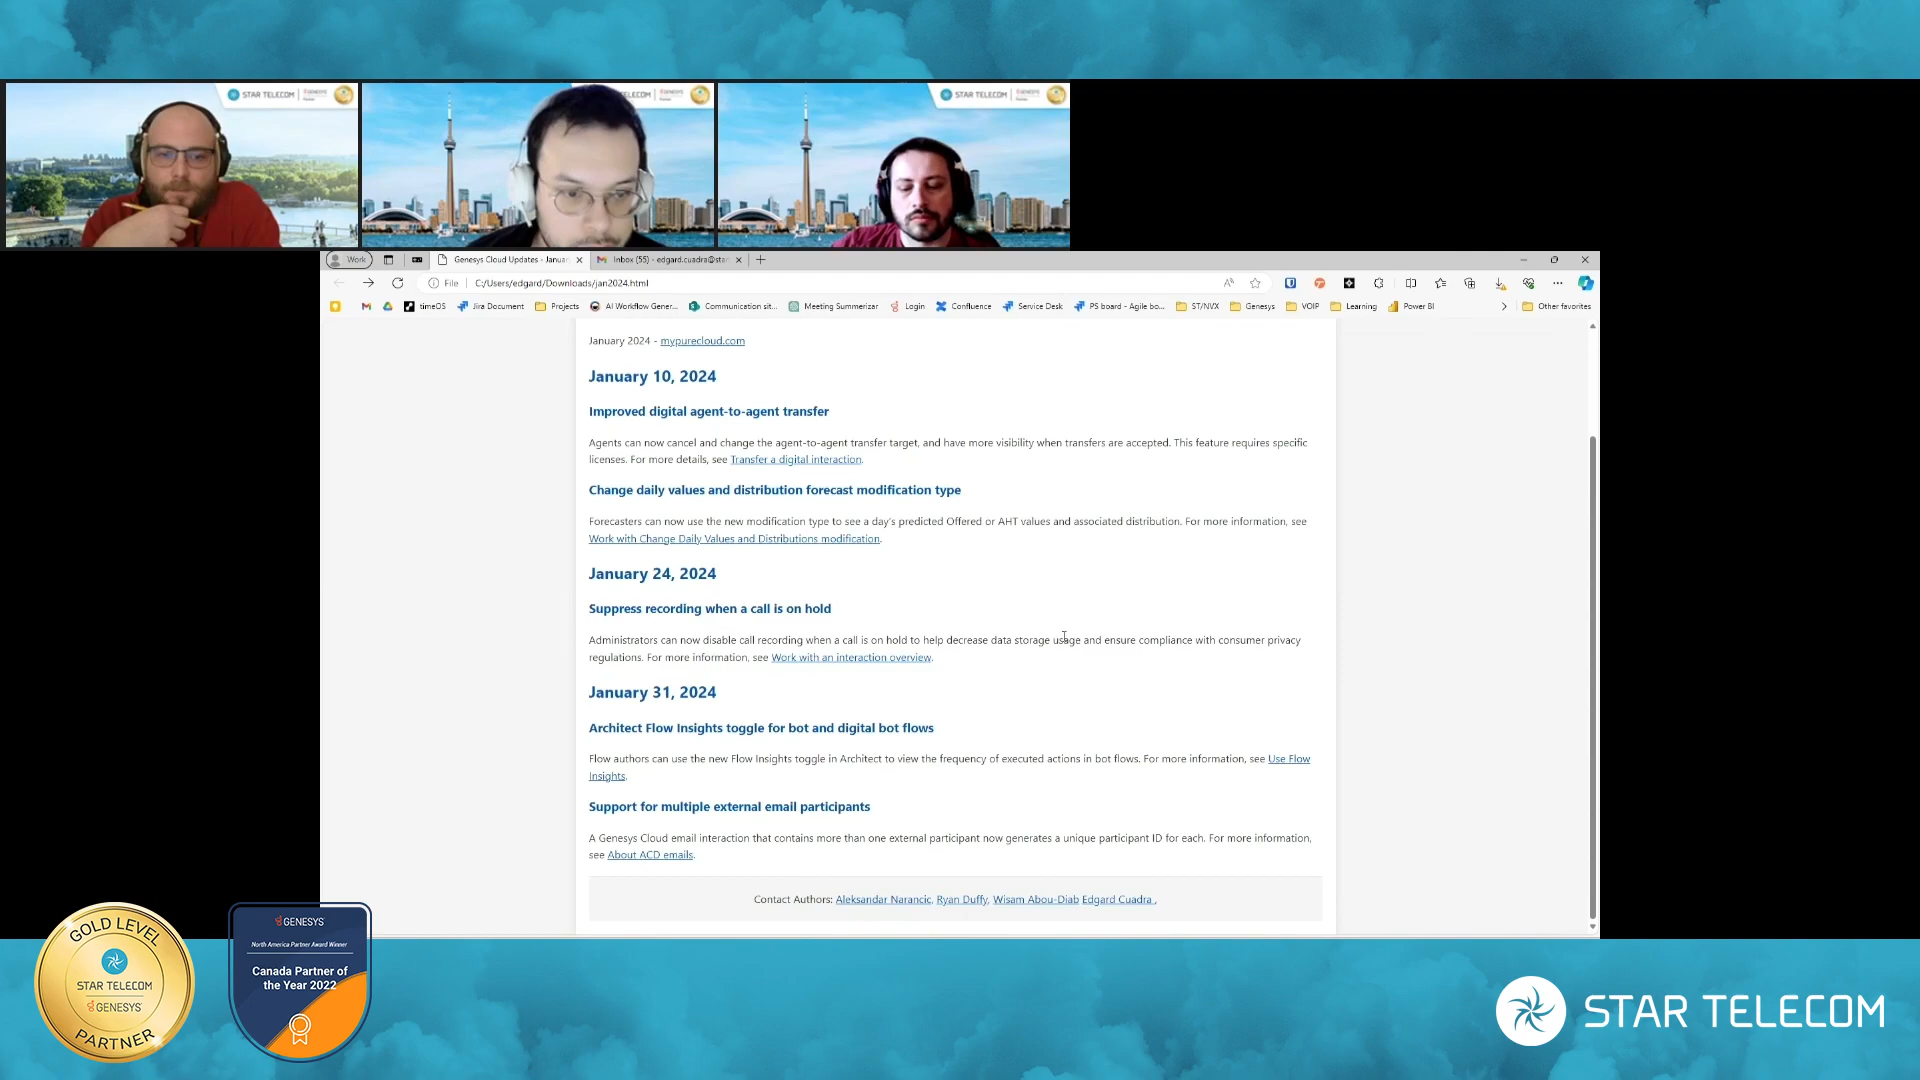 STAR TELECOM
STAR TELECOM
Work
Genesys Cloud Updates - Januar
Inbox (55) - edgard.cuadra@star
File
C:/Users/edgard/Downloads/jan2024.html
timeOS
Jira Document
Projects
AI Workflow Gener...
Communication sit...
Meeting Summerizar
Login
Confluence
Service Desk
PS board - Agile bo...
ST/NVX
Genesys
VOIP
Learning
Power BI
Other favorites
January 2024 - mypurecloud.com
January 10, 2024
Improved digital agent-to-agent transfer
Agents can now cancel and change the agent-to-agent transfer target, and have more visibility when transfers are accepted. This feature requires specific
licenses. For more details, see Transfer a digital interaction.
Change daily values and distribution forecast modification type
Forecasters can now use the new modification type to see a day's predicted Offered or AHT values and associated distribution. For more information, see
Work with Change Daily Values and Distributions modification.
January 24, 2024
Suppress recording when a call is on hold
Administrators can now disable call recording when a call is on hold to help decrease data storage usage and ensure compliance with consumer privacy
regulations. For more information, see Work with an interaction overview.
January 31, 2024
Architect Flow Insights toggle for bot and digital bot flows
Flow authors can use the new Flow Insights toggle in Architect to view the frequency of executed actions in bot flows. For more information, see Use Flow
Insights.
Support for multiple external email participants
A Genesys Cloud email interaction that contains more than one external participant now generates a unique participant ID for each. For more information,
see About ACD emails.
Contact Authors: Aleksandar Narancic, Ryan Duffy, Wisam Abou-Diab Edgard Cuadra ,
GOLD LEVEL
STAR TELECOM
GENESYS
PARTNER
GENESYS
North America Partner Award Winner
Canada Partner of
the Year 2022
STAR TELECOM